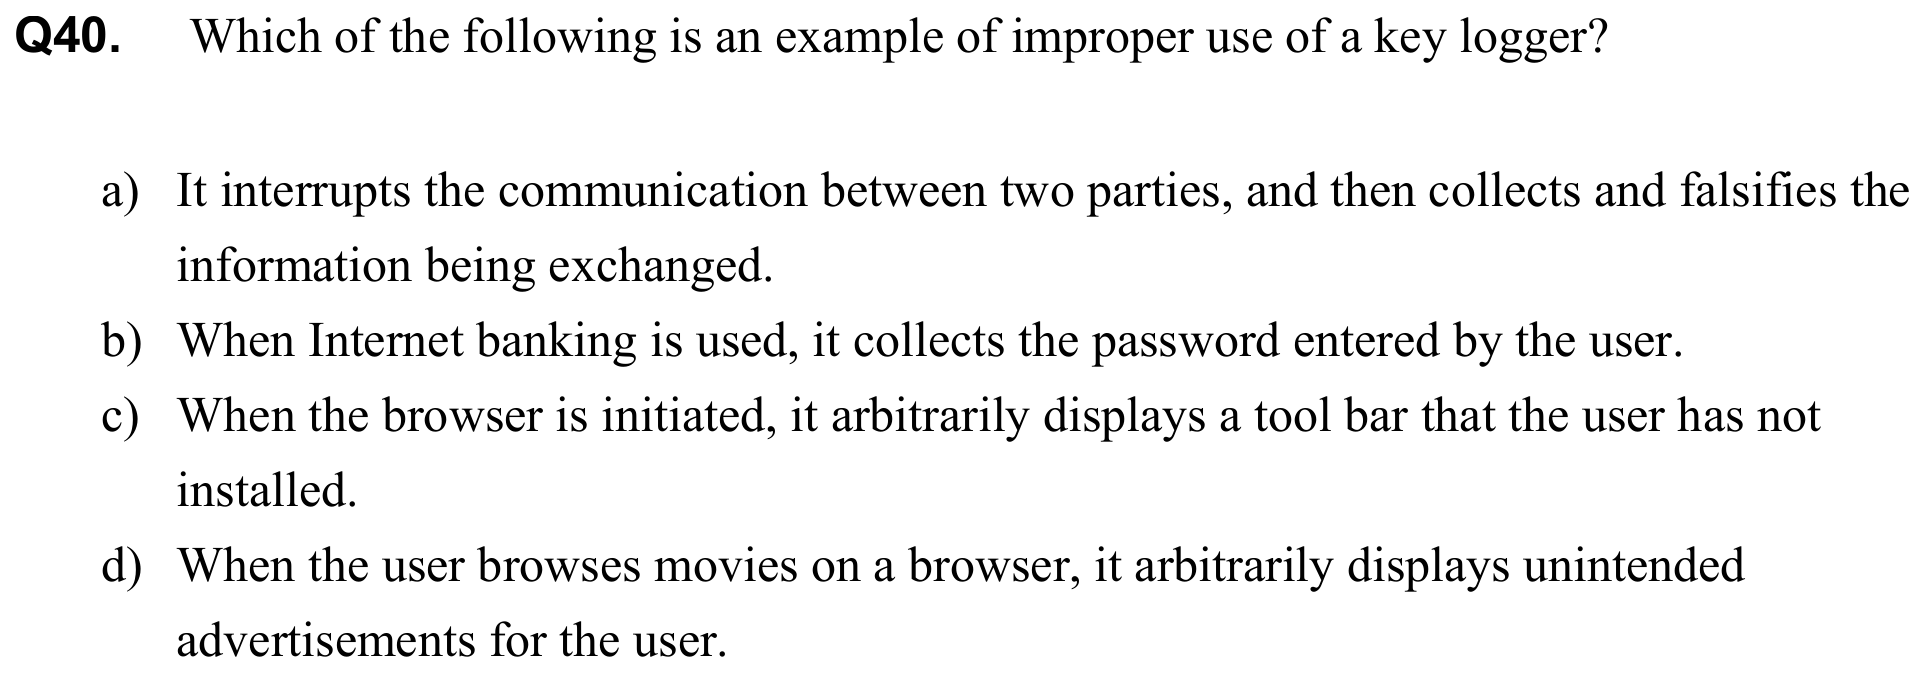 Q40. Which of the following is an example of improper use of a key logger?
a) It interrupts the communication between two parties, and then collects and falsifies the
information being exchanged.
b) When Internet banking is used, it collects the password entered by the user.
c) When the browser is initiated, it arbitrarily displays a tool bar that the user has not
installed.
d) When the user browses movies on a browser, it arbitrarily displays unintended
advertisements for the user.